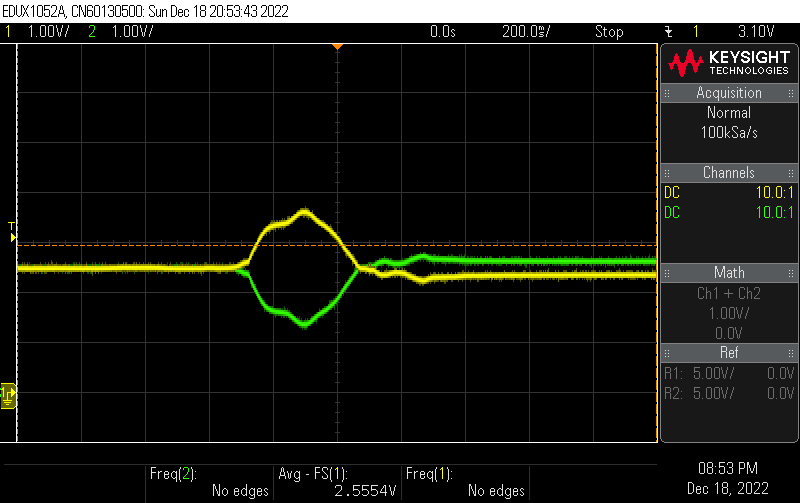 EDUX1052A, CN60130500: Sun Dec 18 20:53:43 2022
1 1.00V/ 2 1.00V/ 0.0s 200.0ms/ Stop 1 3.10V
KEYSIGHT
TECHNOLOGIES
Acquisition
Normal
100kSa/s
Channels
DC 10.0:1
DC 10.0:1
T
Math
Ch1 + Ch2
1.00V/
0.0V
Ref
R1: 5.00V/ 0.0V
R2: 5.00V/ 0.0V
Freq(2): Avg - FS(1): Freq(1):
No edges 2.5554V No edges
08:53 PM
Dec 18, 2022